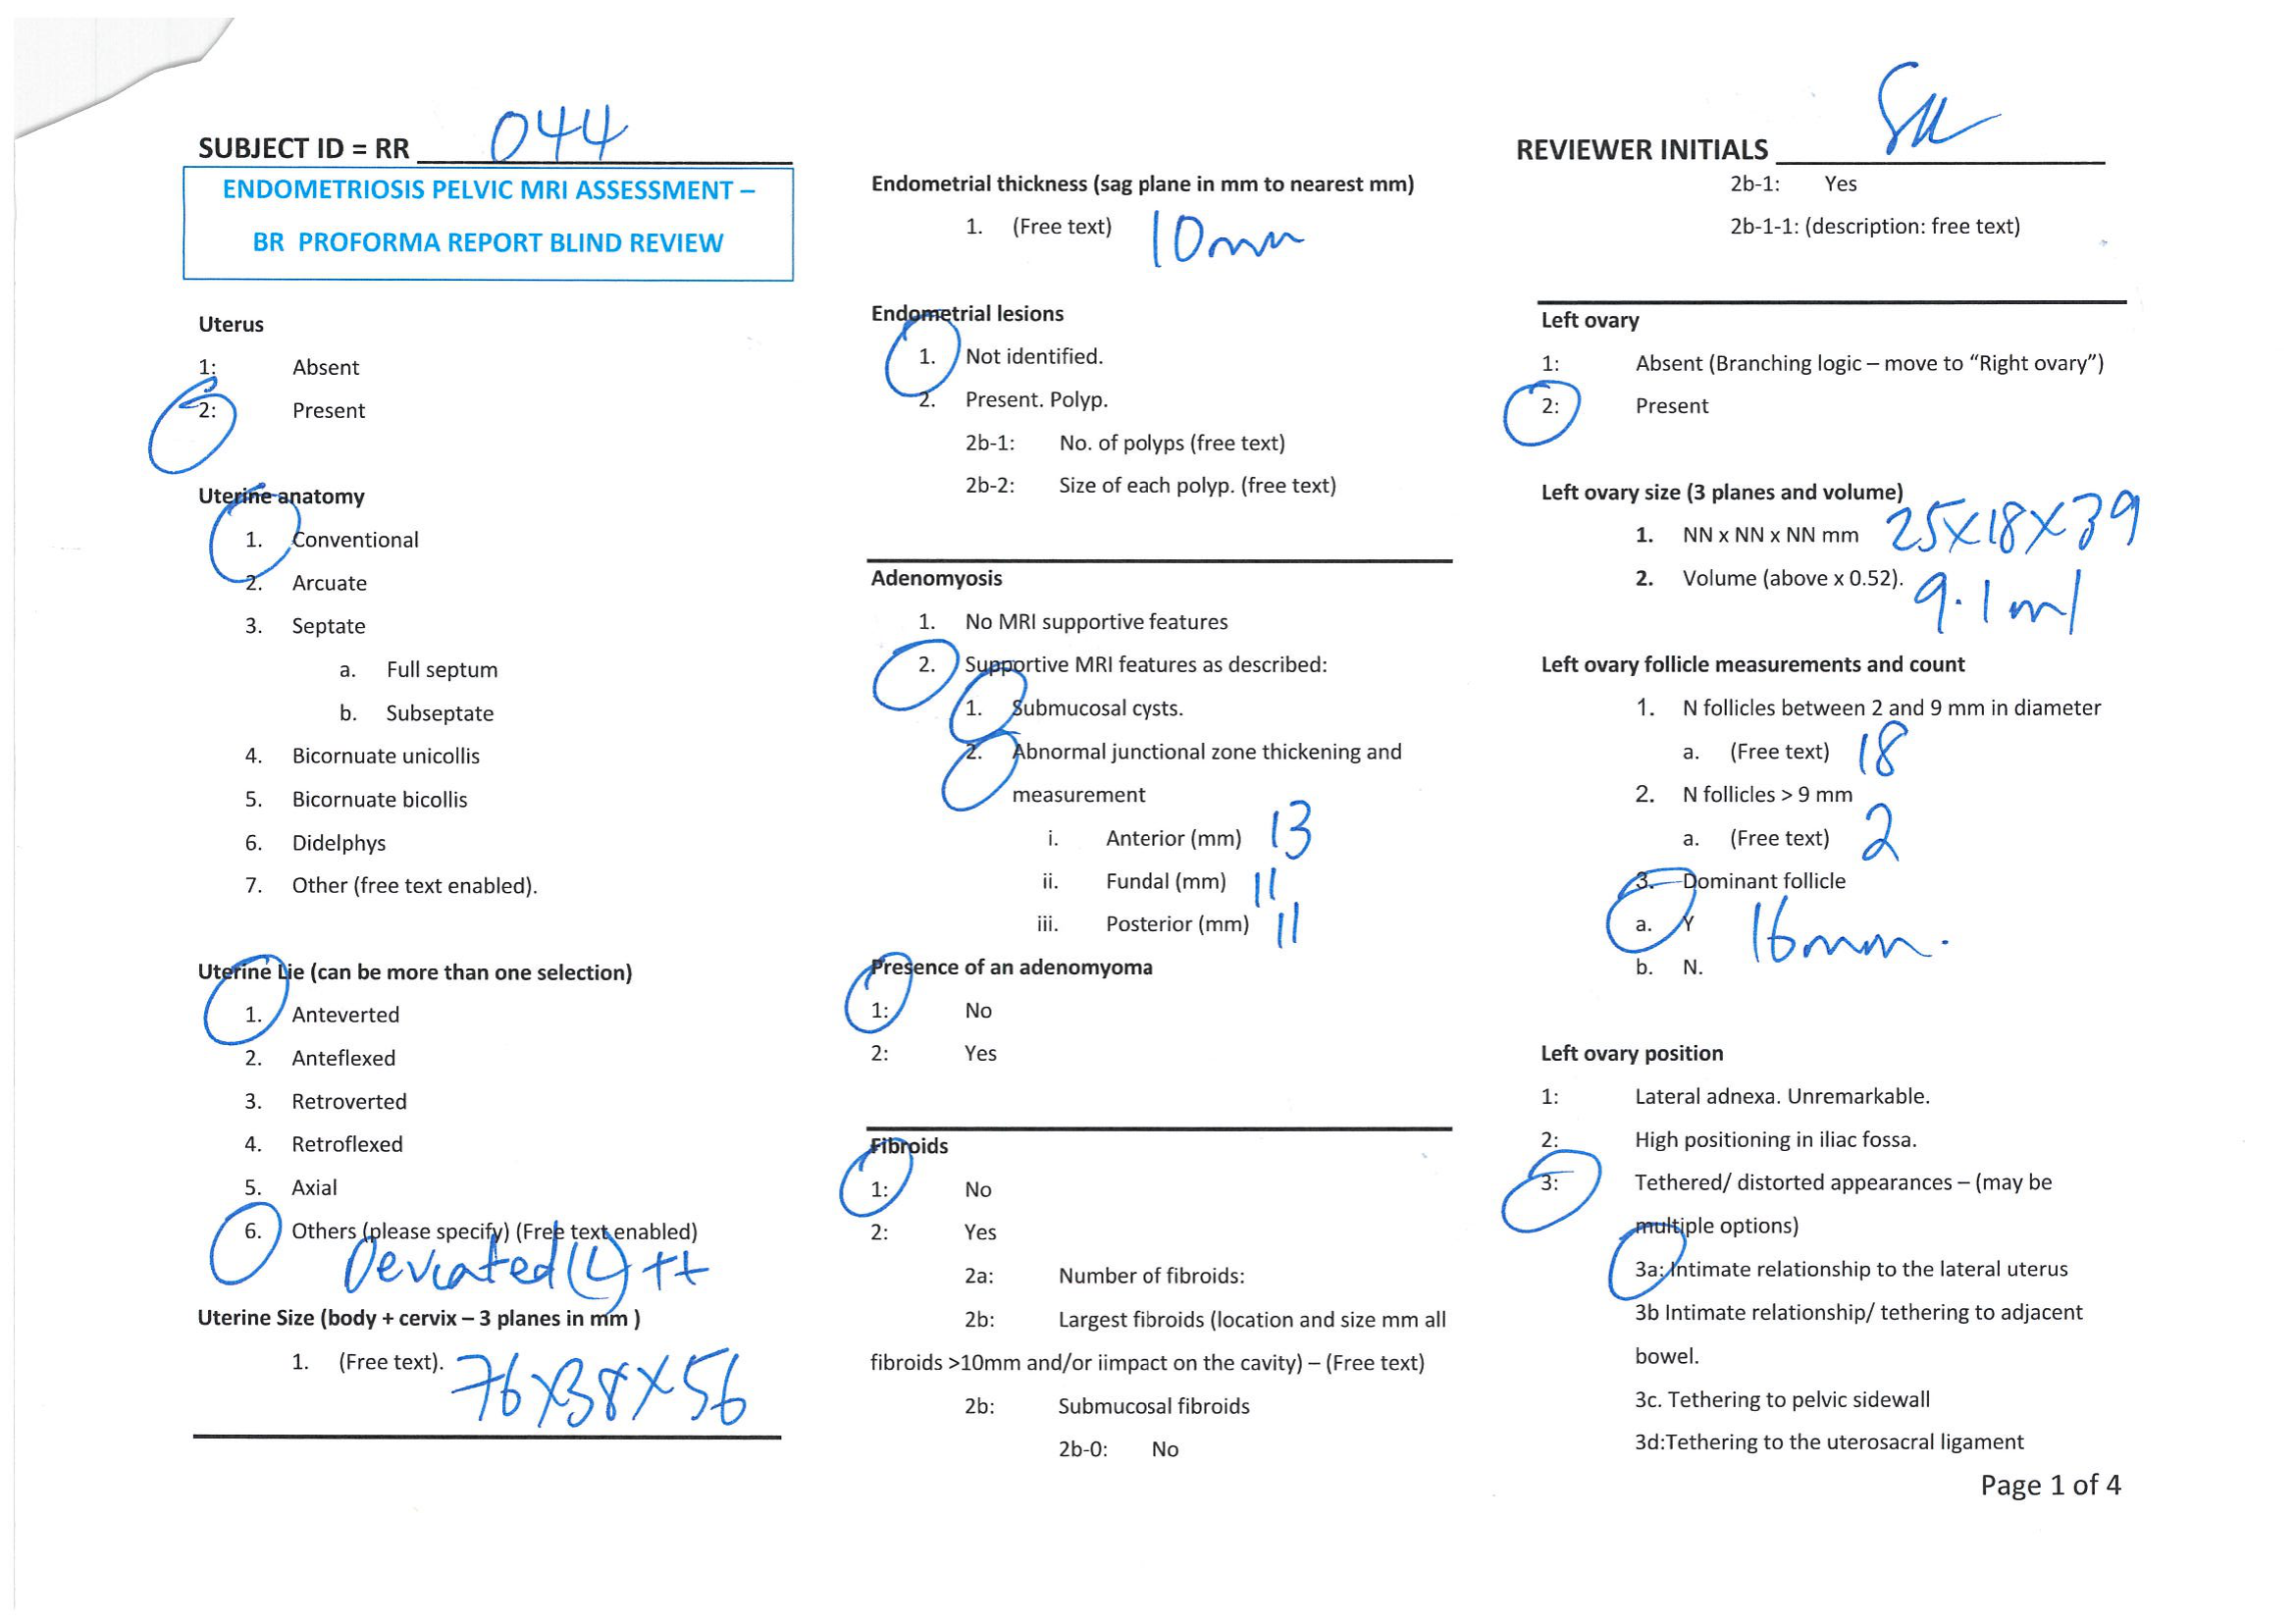 SUBJECT ID = RR 044
ENDOMETRIOSIS PELVIC MRI ASSESSMENT –
BR PROFORMA REPORT BLIND REVIEW
Uterus
1: Absent
2: Present
Uterine anatomy
1. Conventional
2. Arcuate
3. Septate
a. Full septum
b. Subseptate
4. Bicornuate unicollis
5. Bicornuate bicollis
6. Didelphys
7. Other (free text enabled).
Uterine Lie (can be more than one selection)
1. Anteverted
2. Anteflexed
3. Retroverted
4. Retroflexed
5. Axial
6. Others (please specify) (Free text enabled)
Deviated (L) ++
Uterine Size (body + cervix – 3 planes in mm )
1. (Free text). 76x38x56
Endometrial thickness (sag plane in mm to nearest mm)
1. (Free text) 10mm
Endometrial lesions
1. Not identified.
2. Present. Polyp.
2b-1: No. of polyps (free text)
2b-2: Size of each polyp. (free text)
Adenomyosis
1. No MRI supportive features
2. Supportive MRI features as described:
1. Submucosal cysts.
2. Abnormal junctional zone thickening and
measurement
i. Anterior (mm) 13
ii. Fundal (mm) 11
iii. Posterior (mm) 11
Presence of an adenomyoma
1: No
2: Yes
Fibroids
1: No
2: Yes
2a: Number of fibroids:
2b: Largest fibroids (location and size mm all
fibroids >10mm and/or iimpact on the cavity) – (Free text)
2b: Submucosal fibroids
2b-0: No
REVIEWER INITIALS
2b-1: Yes
2b-1-1: (description: free text)
Left ovary
1: Absent (Branching logic – move to “Right ovary”)
2: Present
Left ovary size (3 planes and volume)
1. NN x NN x NN mm 25x18x39
2. Volume (above x 0.52). 9.1ml
Left ovary follicle measurements and count
1. N follicles between 2 and 9 mm in diameter
a. (Free text) 18
2. N follicles > 9 mm
a. (Free text) 2
3. Dominant follicle
a. Y 16mm.
b. N.
Left ovary position
1: Lateral adnexa. Unremarkable.
2: High positioning in iliac fossa.
3: Tethered/ distorted appearances – (may be
multiple options)
3a: Intimate relationship to the lateral uterus
3b Intimate relationship/ tethering to adjacent
bowel.
3c. Tethering to pelvic sidewall
3d:Tethering to the uterosacral ligament
Page 1 of 4